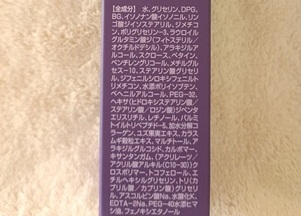 【全成分】 水、グリセリン、DPG、
BG、イソノナン酸イソノニル、リン
ゴ酸ジイソステアリル、ジメチコ
ン、ポリグリセリン-3、ラウロイル
グルタミン酸ジ(フィトステリル/
オクチルドデシル)、アラキジルア
ルコール、スクロース、ベタイン、
ペンチレングリコール、メチルグル
セス-10、ステアリン酸グリセリ
ル、ジフェニルシロキシフェニルト
リメチコン、水添ポリイソブテン、
ベヘニルアルコール、PEG-32、
ヘキサ(ヒドロキシステアリン酸/
ステアリン酸/ロジン酸)ジペンタ
エリスリチル、レチノール、パルミ
トイルトリペプチド-5、加水分解コ
ラーゲン、ユズ果実エキス、カラス
ムギ穀粒エキス、マルチトール、ア
ラキジルグルコシド、カルボマー、
キサンタンガム、(アクリレーツ/
アクリル酸アルキル(C10-30))ク
ロスポリマー、トコフェロール、エ
チルヘキシルグリセリン、トリ(カ
プリル酸/カプリン酸)グリセリ
ル、アスコルビン酸Na、水酸化K、
EDTA-2Na、PEG-40水添ヒマ
シ油、フェノキシエタノール